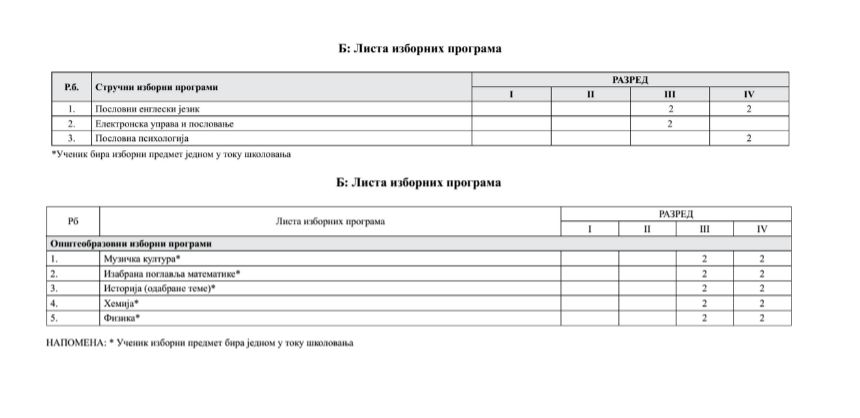 Б: Листа изборних програма
Р.б. Стручни изборни програми РАЗРЕД
I II III IV
1. Пословни енглески језик 2 2
2. Електронска управа и пословање 2
3. Пословна психологија 2
*Ученик бира изборни предмет једном у току школовања
Б: Листа изборних програма
Рб Листа изборних програма РАЗРЕД
I II III IV
Општеобразовни изборни програми
1. Музичка култура* 2 2
2. Изабрана поглавља математике* 2 2
3. Историја (одабране теме)* 2 2
4. Хемија* 2 2
5. Физика* 2 2
НАПОМЕНА: * Ученик изборни предмет бира једном у току школовања